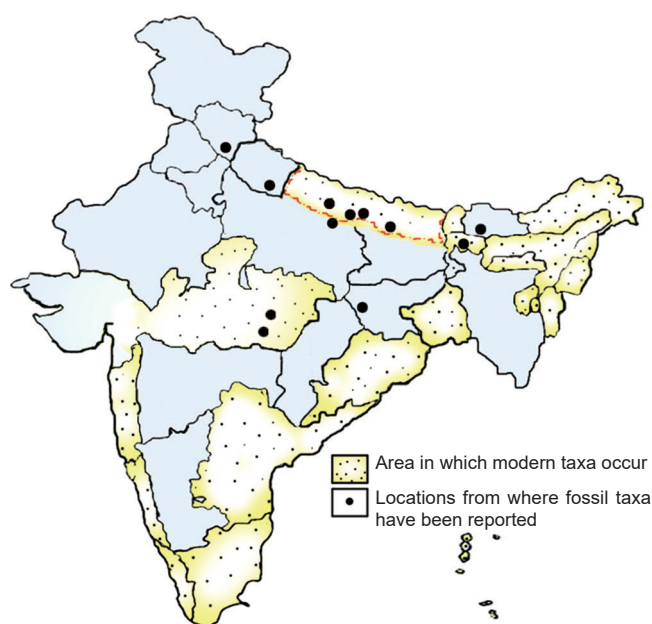 Area in which modern taxa occur
Locations from where fossil taxa
have been reported